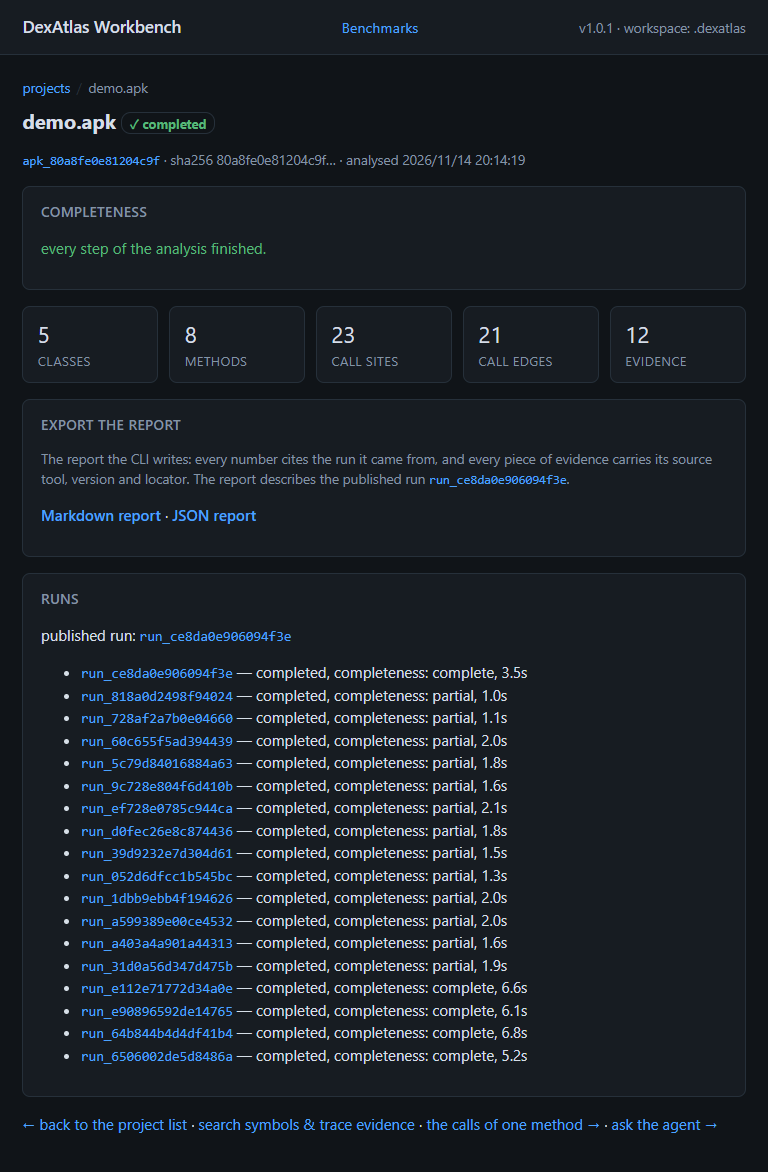 DexAtlas Workbench Benchmarks v1.0.1 · workspace: .dexatlas
projects / demo.apk
demo.apk ✓ completed
apk_80a8fe0e81204c9f · sha256 80a8fe0e81204c9f… · analysed 2026/11/14 20:14:19
COMPLETENESS
every step of the analysis finished.
5 8 23 21 12
CLASSES METHODS CALL SITES CALL EDGES EVIDENCE
EXPORT THE REPORT
The report the CLI writes: every number cites the run it came from, and every piece of evidence carries its source
tool, version and locator. The report describes the published run run_ce8da0e906094f3e.
Markdown report · JSON report
RUNS
published run: run_ce8da0e906094f3e
• run_ce8da0e906094f3e — completed, completeness: complete, 3.5s
• run_818a0d2498f94024 — completed, completeness: partial, 1.0s
• run_728af2a7b0e04660 — completed, completeness: partial, 1.1s
• run_60c655f5ad394439 — completed, completeness: partial, 2.0s
• run_5c79d84016884a63 — completed, completeness: partial, 1.8s
• run_9c728e804f6d410b — completed, completeness: partial, 1.6s
• run_ef728e0785c944ca — completed, completeness: partial, 2.1s
• run_d0fec26e8c874436 — completed, completeness: partial, 1.8s
• run_39d9232e7d304d61 — completed, completeness: partial, 1.5s
• run_052d6dfcc1b545bc — completed, completeness: partial, 1.3s
• run_1dbb9ebb4f194626 — completed, completeness: partial, 2.0s
• run_a599389e00ce4532 — completed, completeness: partial, 2.0s
• run_a403a4a901a44313 — completed, completeness: partial, 1.6s
• run_31d0a56d347d475b — completed, completeness: partial, 1.9s
• run_e112e71772d34a0e — completed, completeness: complete, 6.6s
• run_e90896592de14765 — completed, completeness: complete, 6.1s
• run_64b844b4d4df41b4 — completed, completeness: complete, 6.8s
• run_6506002de5d8486a — completed, completeness: complete, 5.2s
← back to the project list · search symbols & trace evidence · the calls of one method → · ask the agent →